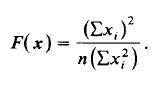 F(x) = (Σx_i)^2 / n(Σx_i^2).